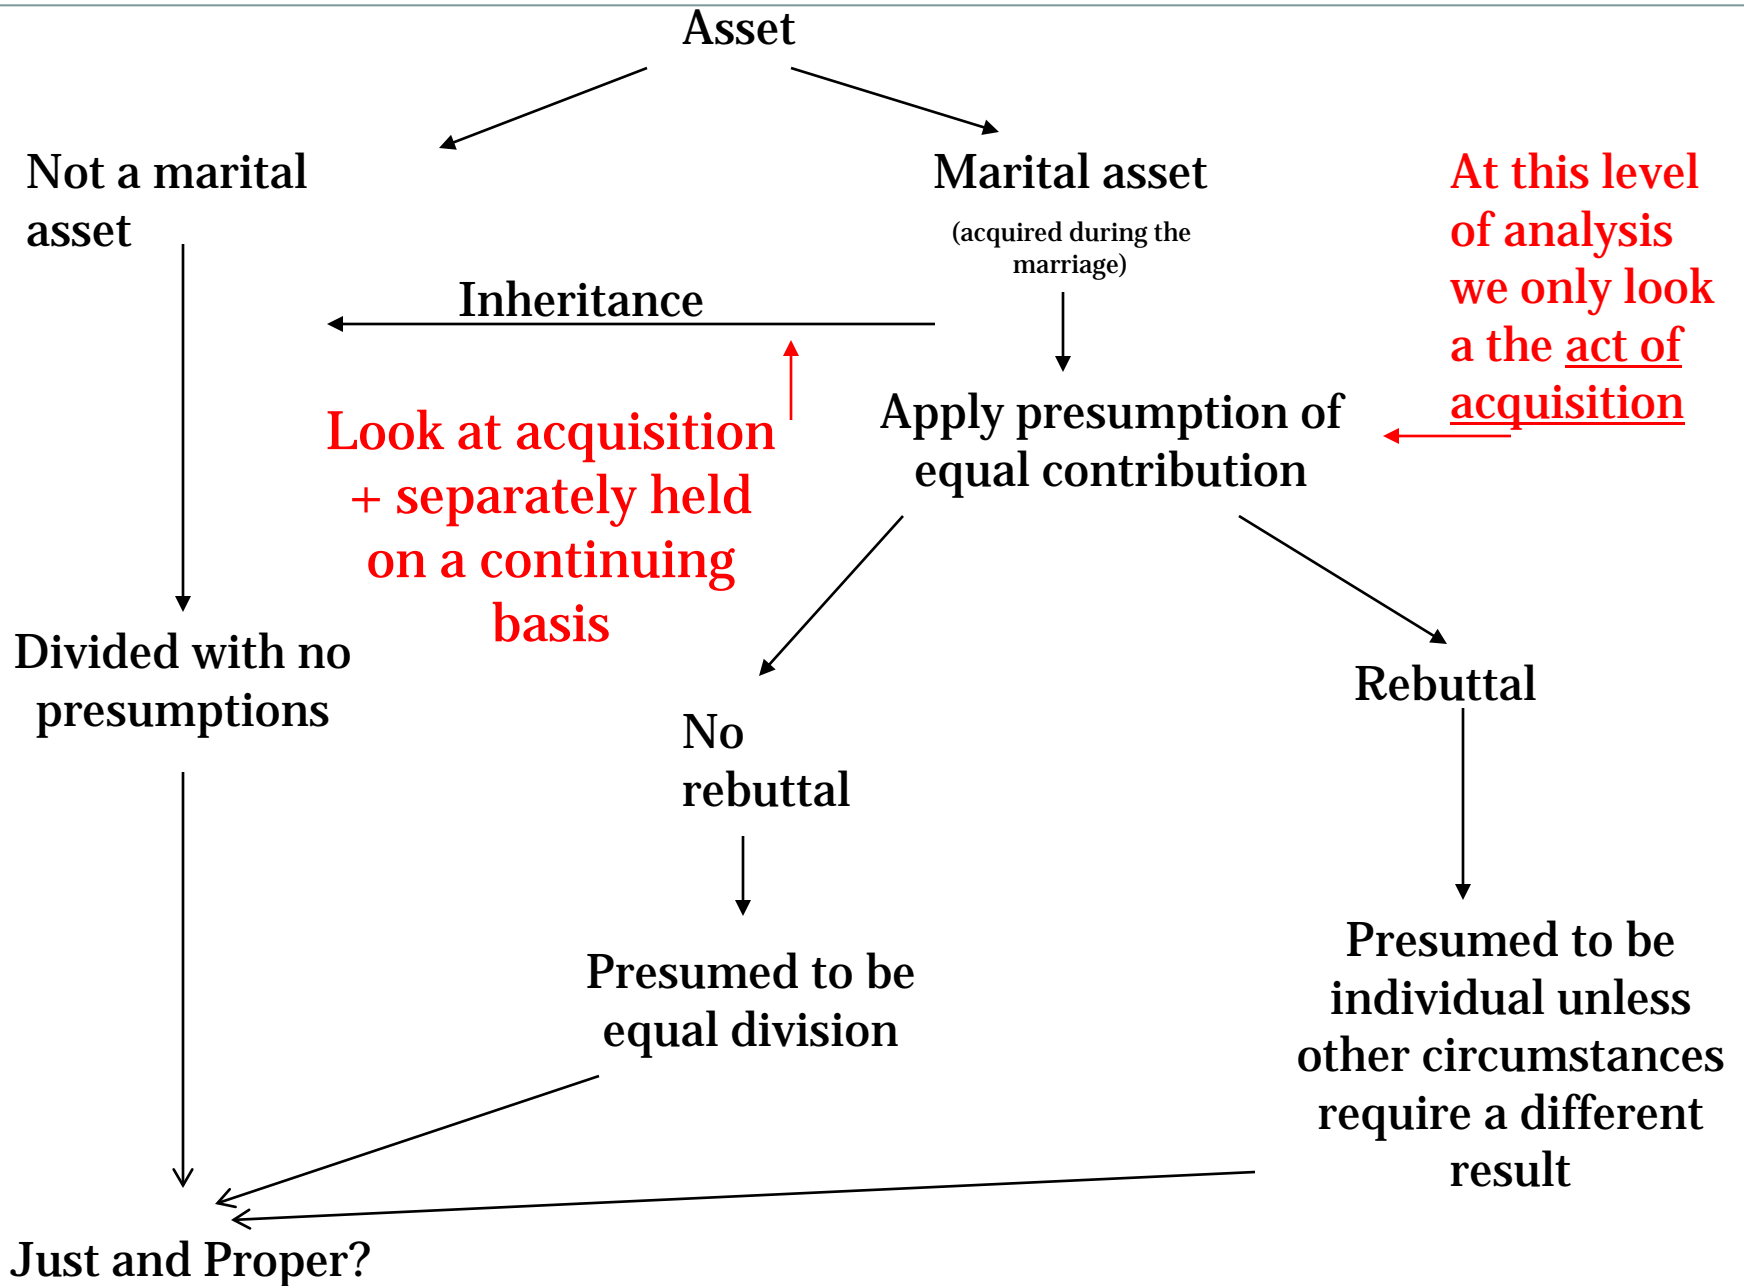 Asset
Not a marital
asset
Marital asset
(acquired during the
marriage)
At this level
of analysis
we only look
a the act of
acquisition
Inheritance
Look at acquisition
+ separately held
on a continuing
basis
Apply presumption of
equal contribution
Divided with no
presumptions
No
rebuttal
Rebuttal
Presumed to be
equal division
Presumed to be
individual unless
other circumstances
require a different
result
Just and Proper?